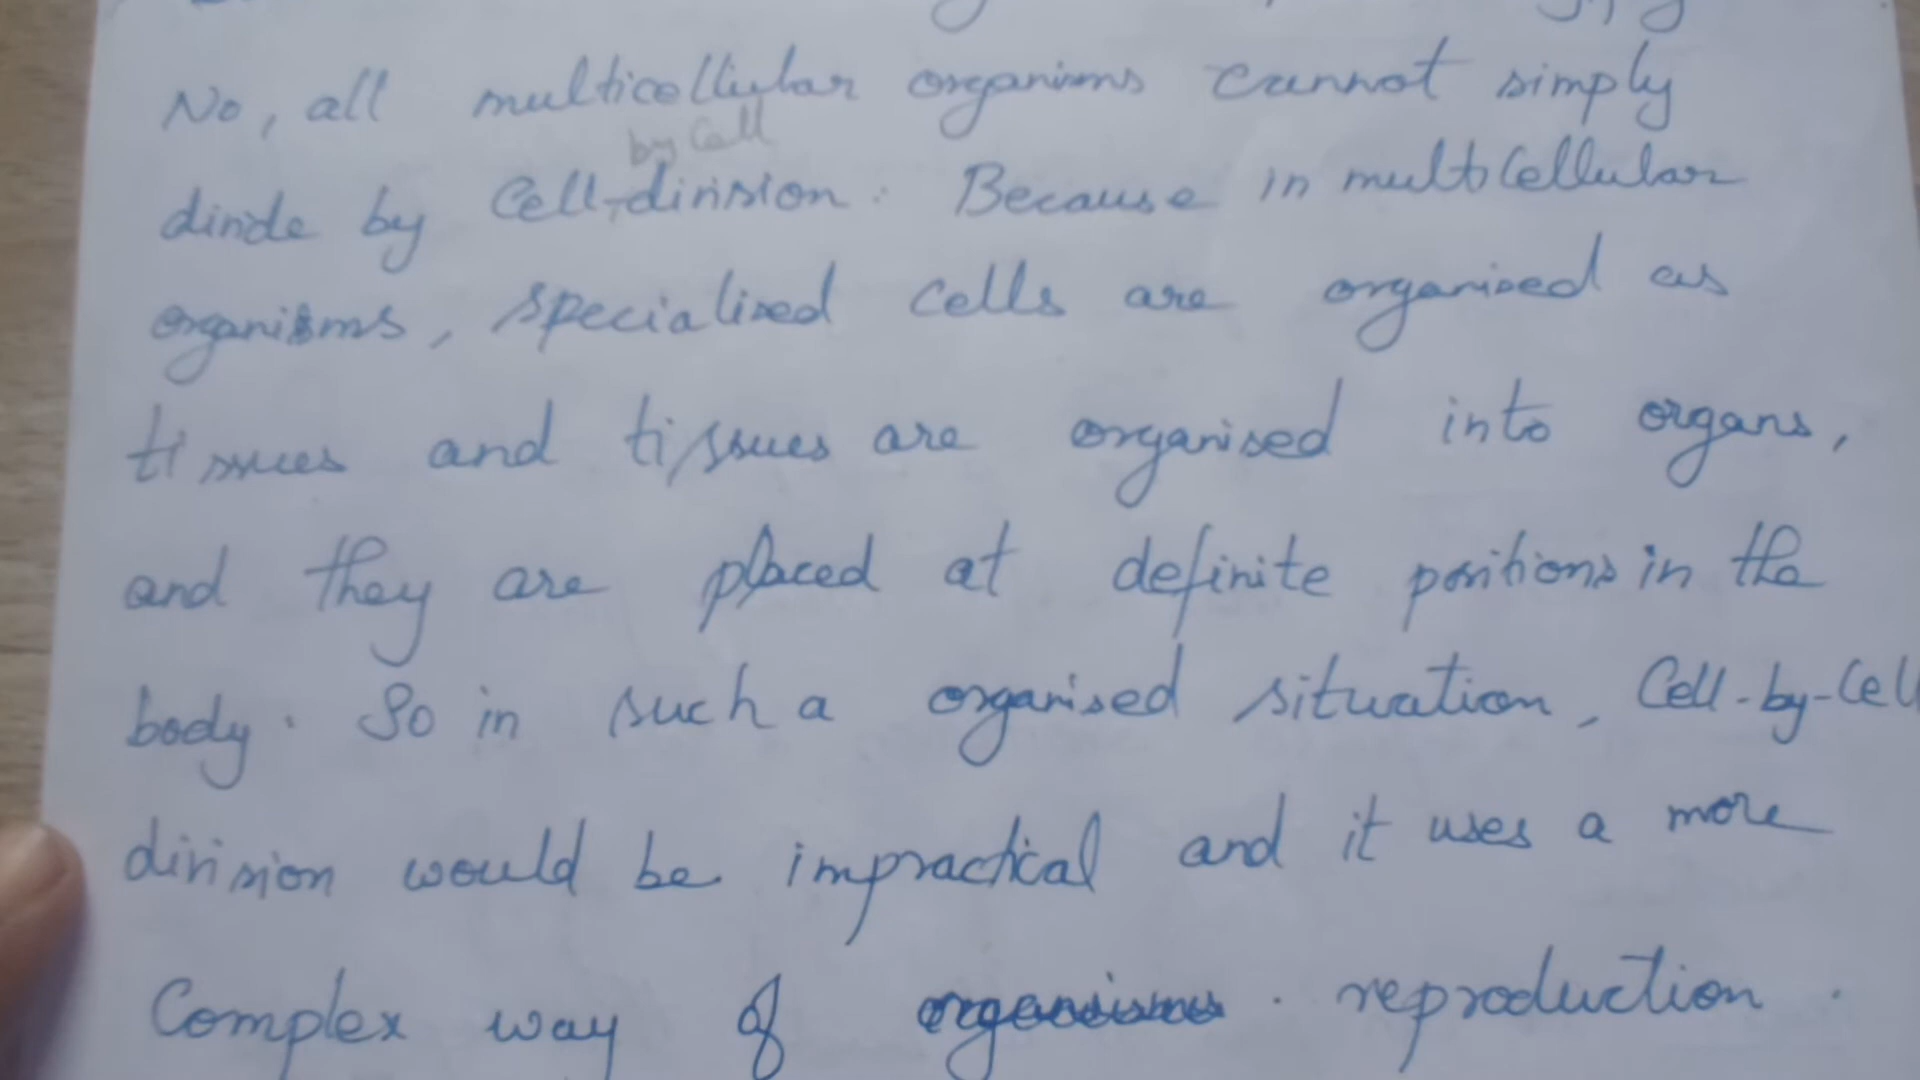 No, all multicellular organisms cannot simply
by Cell
divide by Cell-division. Because in multicellular
organisms, specialised cells are organised as
tissues and tissues are organised into organs,
and they are placed at definite positions in the
body. So in such a organised situation, Cell-by-Cell
division would be impractical and it uses a more
Complex way of reproduction.